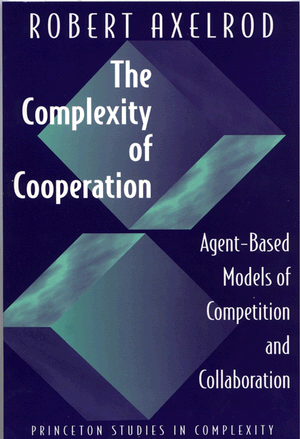 ROBERT AXELROD
The
Complexity
of
Cooperation
Agent-Based
Models of
Competition
and
Collaboration
PRINCETON STUDIES IN COMPLEXITY